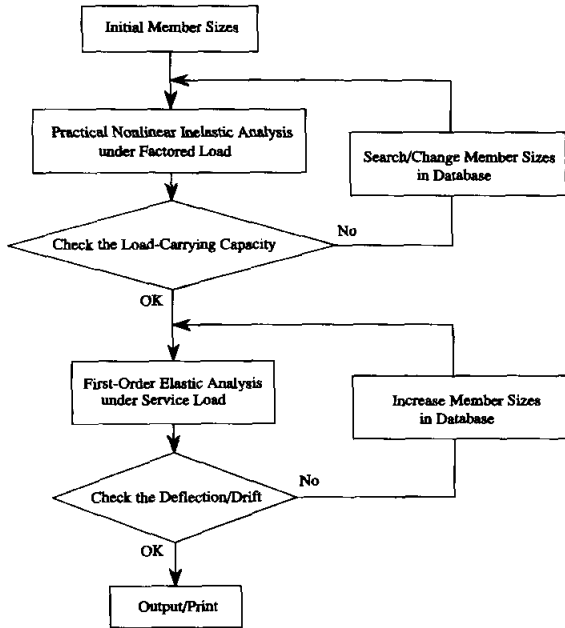 Initial Member Sizes
Practical Nonlinear Inelastic Analysis
under Factored Load
Search/Change Member Sizes
in Database
Check the Load-Carrying Capacity
No
OK
First-Order Elastic Analysis
under Service Load
Increase Member Sizes
in Database
Check the Deflection/Drift
No
OK
Output/Print